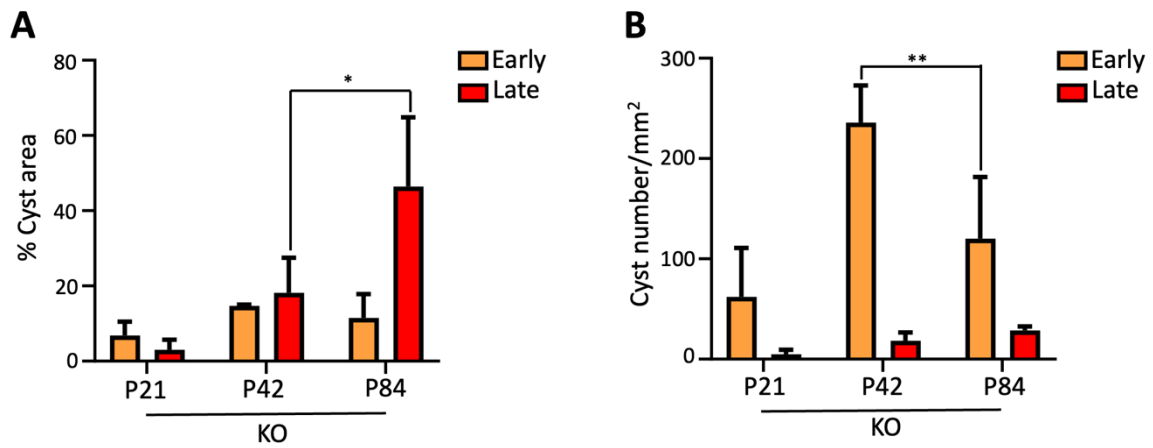 A
% Cyst area
80
60
40
20
0
*
Early
Late
P21
P42
P84
KO
B
Cyst number/mm²
300
200
100
0
**
Early
Late
P21
P42
P84
KO